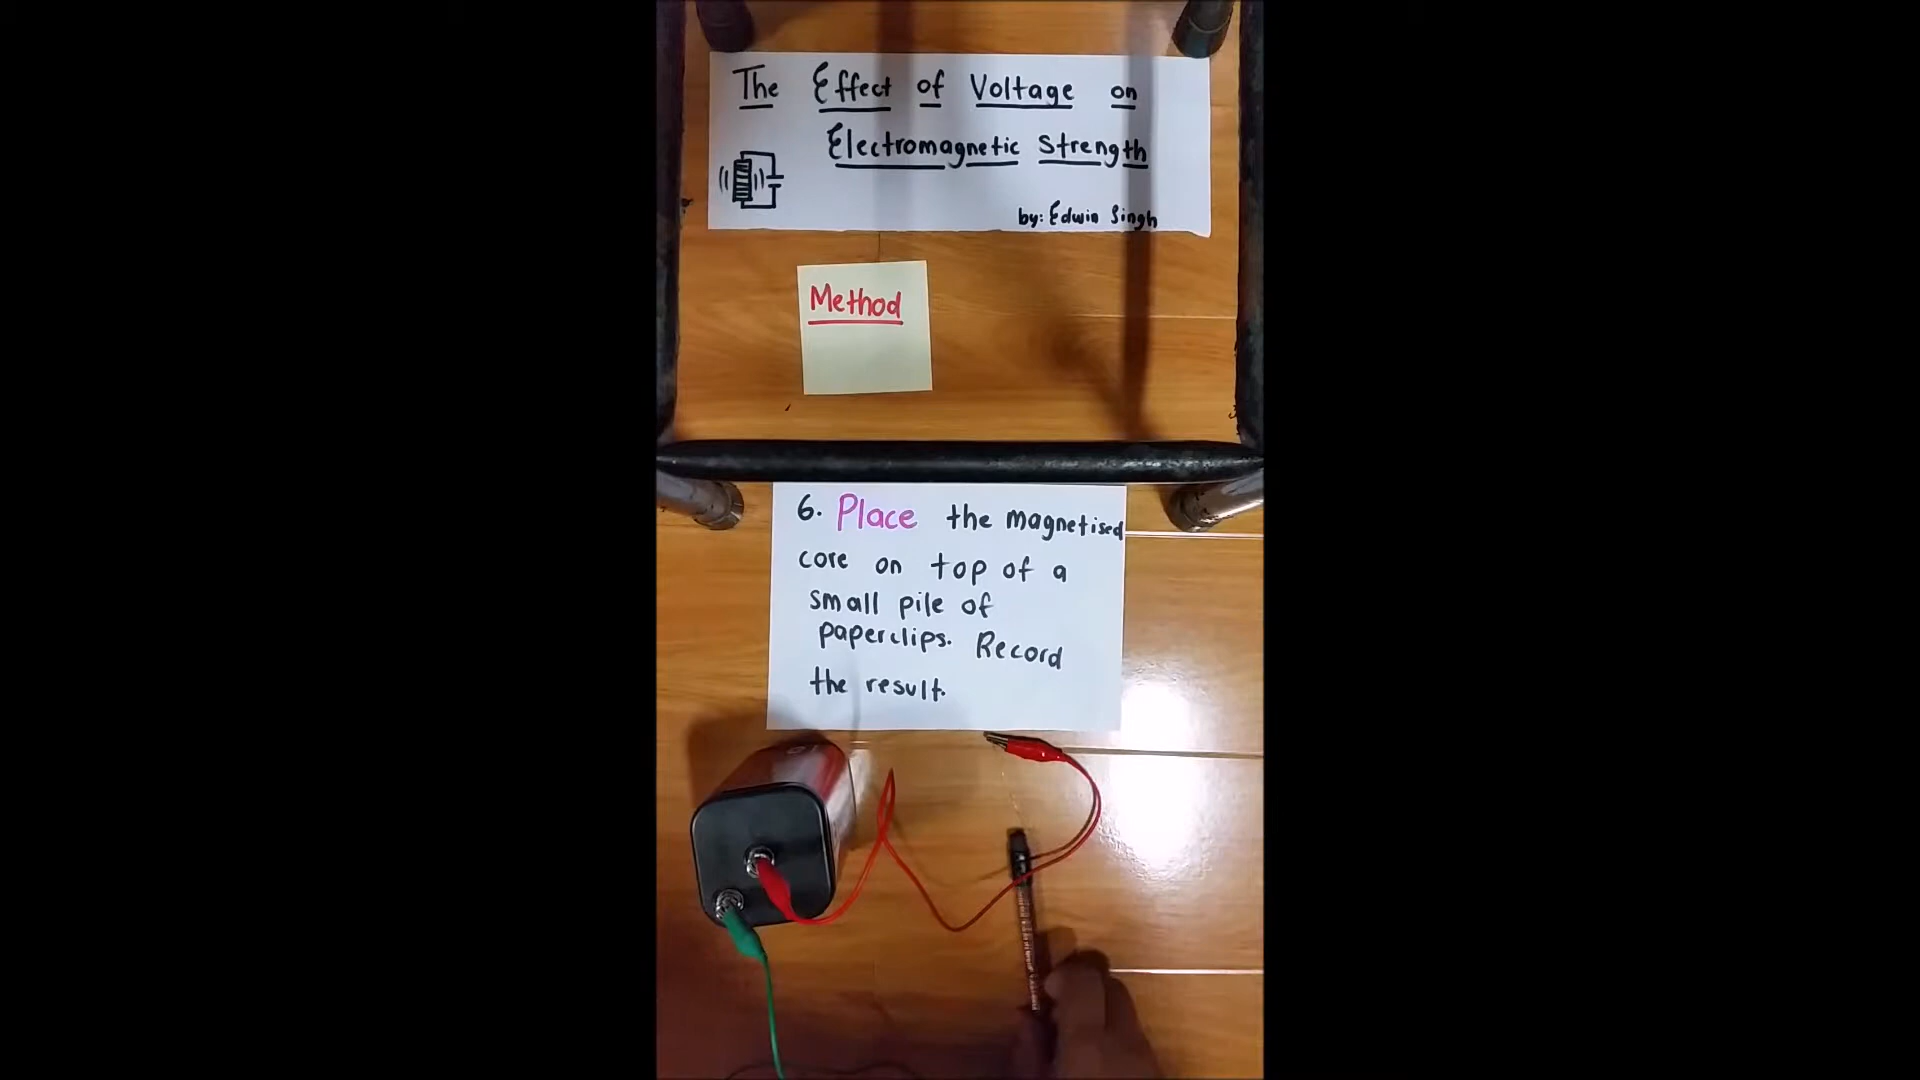 The Effect of Voltage on
Electromagnetic Strength
by: Edwin Singh
Method
6. Place the magnetised
core on top of a
small pile of
paperclips. Record
the result.